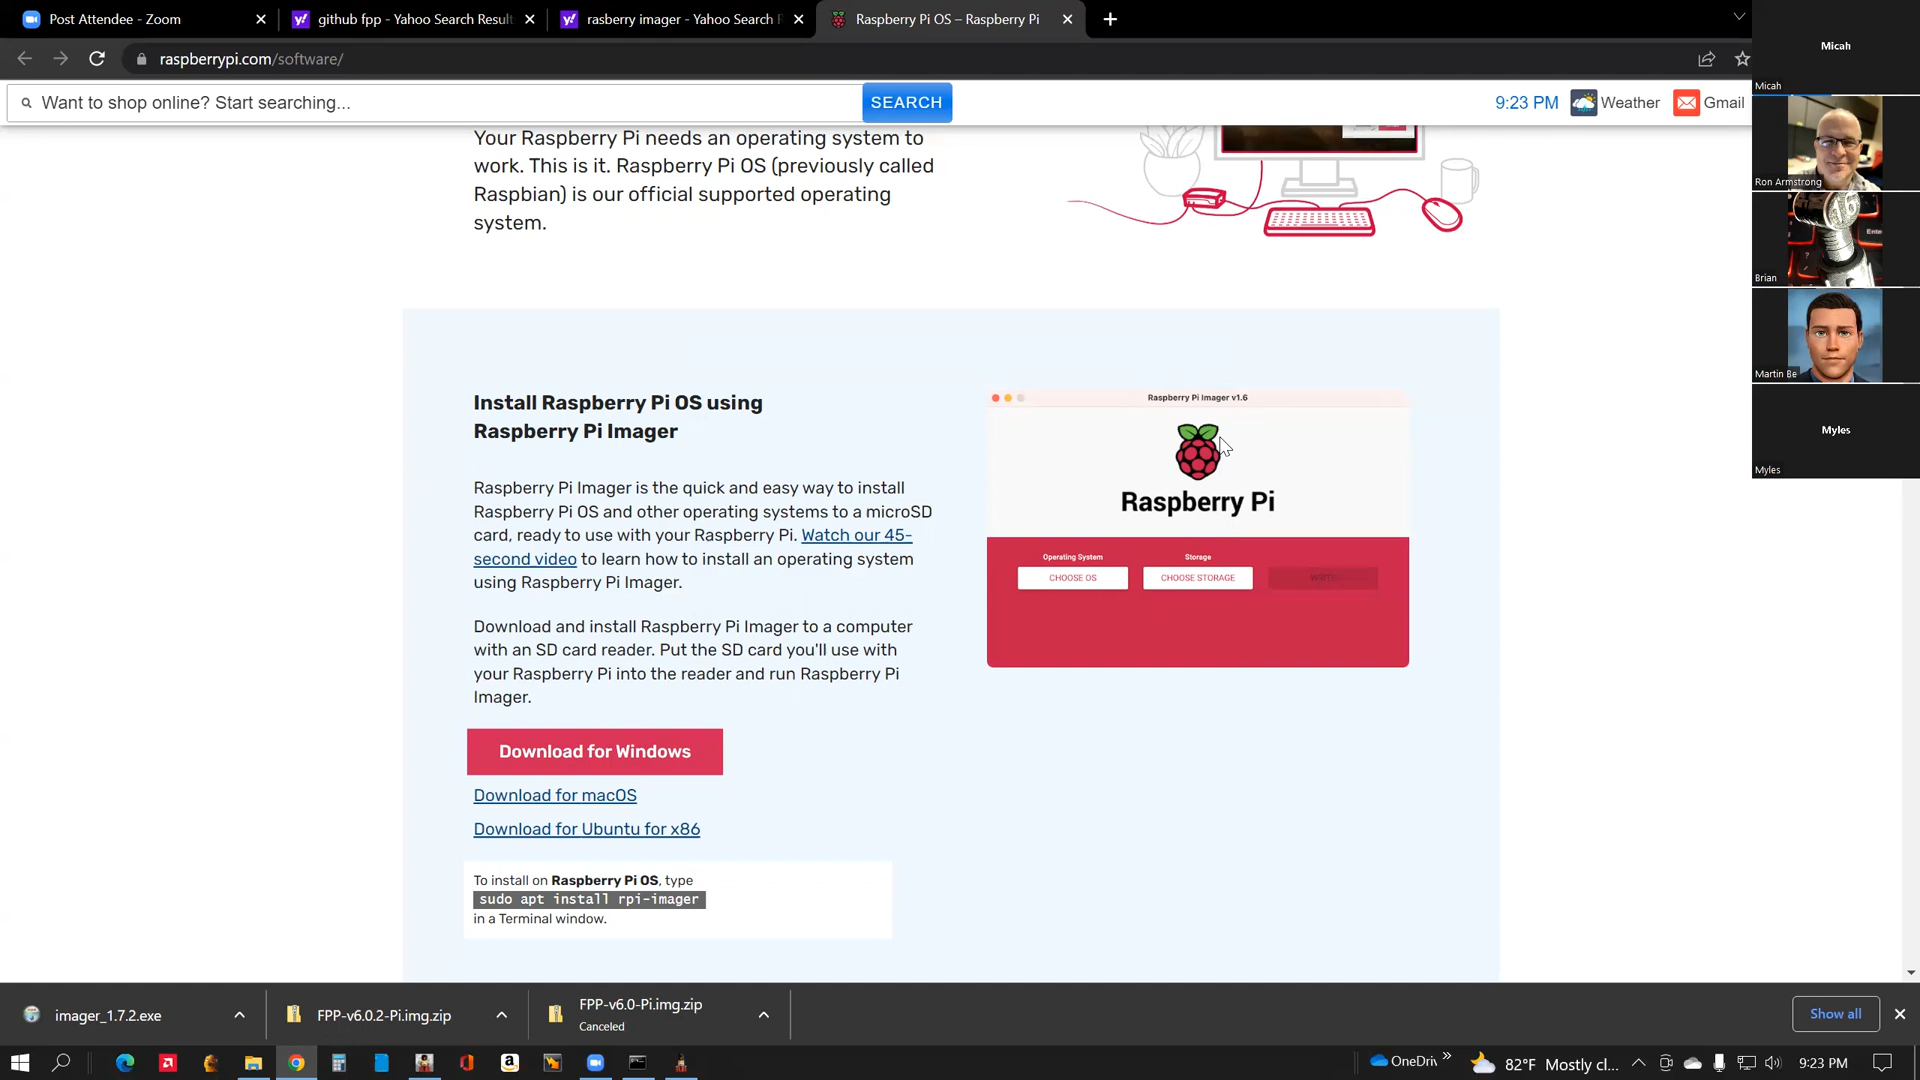 Post Attendee - Zoom
github fpp - Yahoo Search Result
rasberry imager - Yahoo Search
Raspberry Pi OS – Raspberry Pi
raspberrypi.com/software/
Want to shop online? Start searching...
SEARCH
9:23 PM
Weather
Gmail
Your Raspberry Pi needs an operating system to
work. This is it. Raspberry Pi OS (previously called
Raspbian) is our official supported operating
system.
Install Raspberry Pi OS using
Raspberry Pi Imager
Raspberry Pi Imager is the quick and easy way to install
Raspberry Pi OS and other operating systems to a microSD
card, ready to use with your Raspberry Pi. Watch our 45-
second video to learn how to install an operating system
using Raspberry Pi Imager.
Download and install Raspberry Pi Imager to a computer
with an SD card reader. Put the SD card you'll use with
your Raspberry Pi into the reader and run Raspberry Pi
Imager.
Download for Windows
Download for macOS
Download for Ubuntu for x86
To install on Raspberry Pi OS, type
sudo apt install rpi-imager
in a Terminal window.
Raspberry Pi Imager v1.6
Raspberry Pi
Operating System
Storage
CHOOSE OS
CHOOSE STORAGE
WRITE
Micah
Micah
Ron Armstrong
16
Enter
Brian
Martin Be
Myles
Myles
imager_1.7.2.exe
FPP-v6.0.2-Pi.img.zip
FPP-v6.0-Pi.img.zip
Canceled
Show all
OneDriv
82°F Mostly cl...
9:23 PM